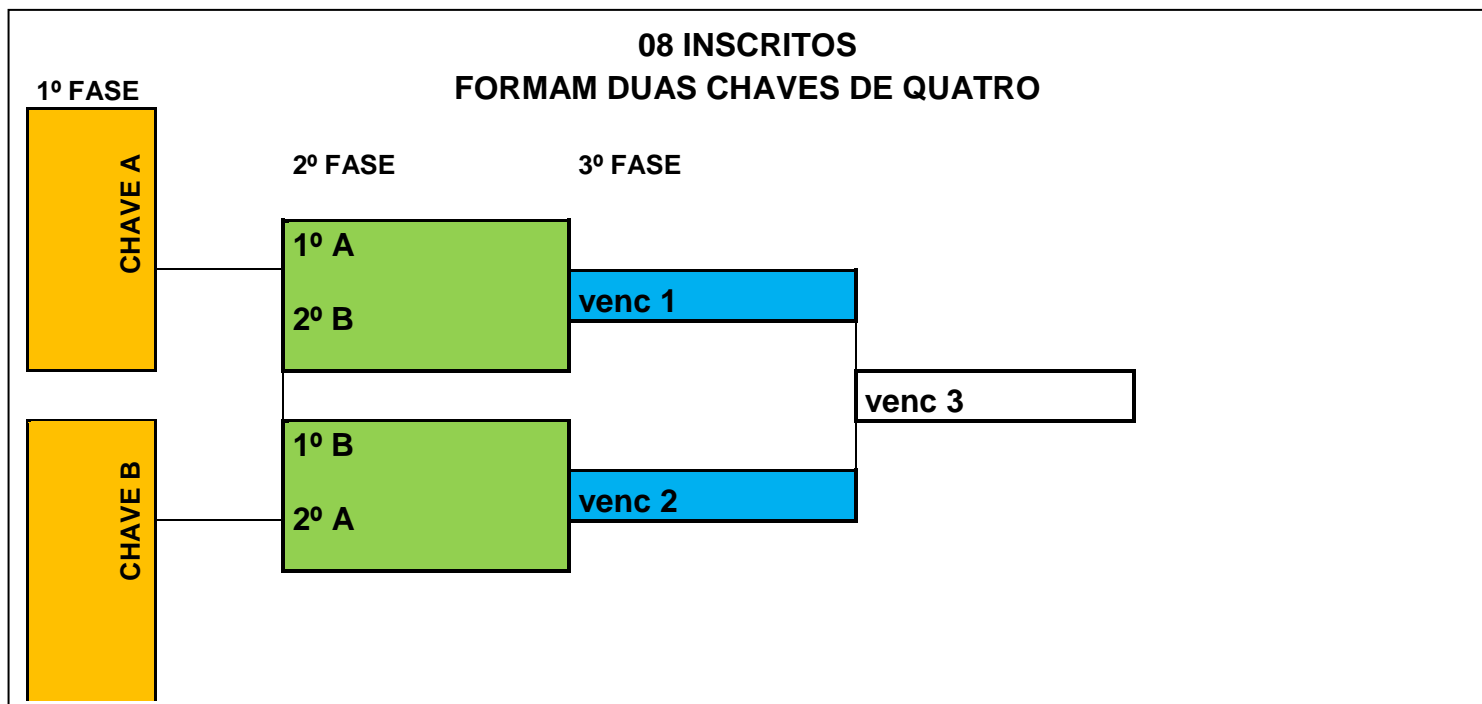 08 INSCRITOS
FORMAM DUAS CHAVES DE QUATRO
1º FASE
CHAVE A
2º FASE
3º FASE
1º A
2º B
venc 1
venc 3
CHAVE B
1º B
2º A
venc 2